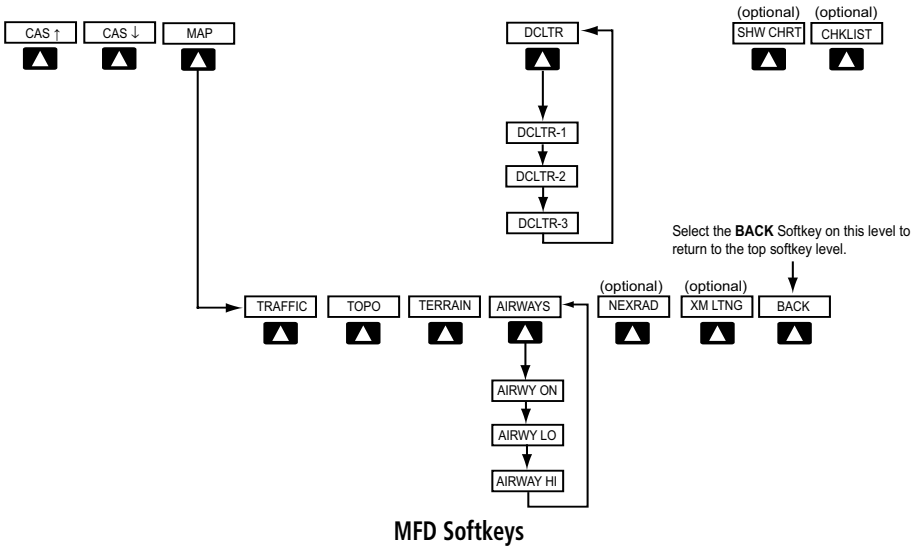 (optional) (optional)
CAS ↑ CAS ↓ MAP DCLTR SHW CHRT CHKLIST
DCLTR-1
DCLTR-2
DCLTR-3
Select the BACK Softkey on this level to
return to the top softkey level.
(optional) (optional)
TRAFFIC TOPO TERRAIN AIRWAYS NEXRAD XM LTNG BACK
AIRWY ON
AIRWY LO
AIRWAY HI
MFD Softkeys